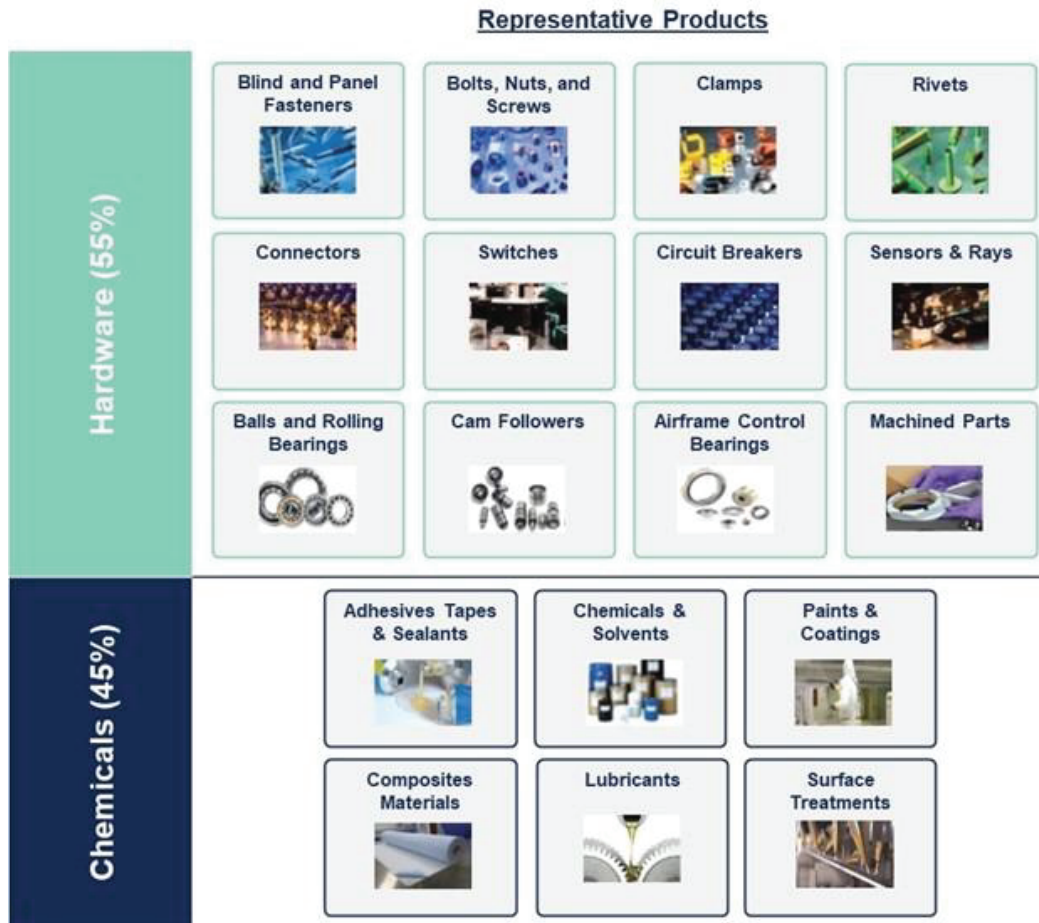 Representative Products
Hardware (55%)
Blind and Panel
Fasteners
Bolts, Nuts, and
Screws
Clamps
Rivets
Connectors
Switches
Circuit Breakers
Sensors & Rays
Balls and Rolling
Bearings
Cam Followers
Airframe Control
Bearings
Machined Parts
Chemicals (45%)
Adhesives Tapes
& Sealants
Chemicals &
Solvents
Paints &
Coatings
Composites
Materials
Lubricants
Surface
Treatments